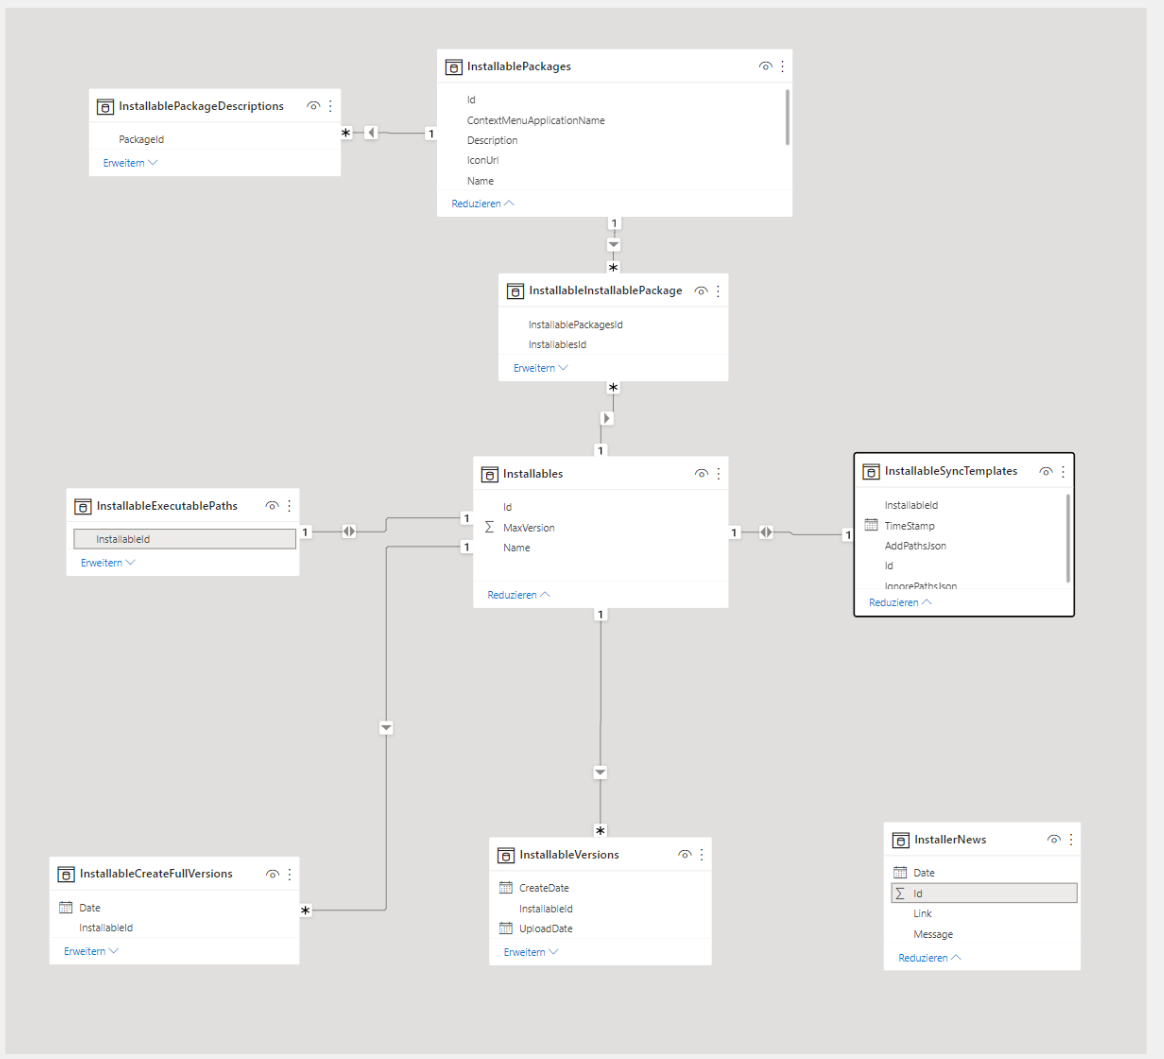 InstallablePackages
Id
ContextMenuApplicationName
Description
IconUrl
Name
Reduzieren
InstallablePackageDescriptions
PackageId
Erweitern
1
*
1
*
InstallableInstallablePackage
InstallablePackagesId
InstallablesId
Erweitern
*
1
Installables
Id
MaxVersion
Name
Reduzieren
InstallableSyncTemplates
InstallableId
TimeStamp
AddPathsJson
Id
IgnorePathsJson
Reduzieren
InstallableExecutablePaths
InstallableId
Erweitern
1
1
1
1
1
1
*
*
InstallableCreateFullVersions
Date
InstallableId
Erweitern
InstallableVersions
CreateDate
InstallableId
UploadDate
Erweitern
InstallerNews
Date
Id
Link
Message
Reduzieren